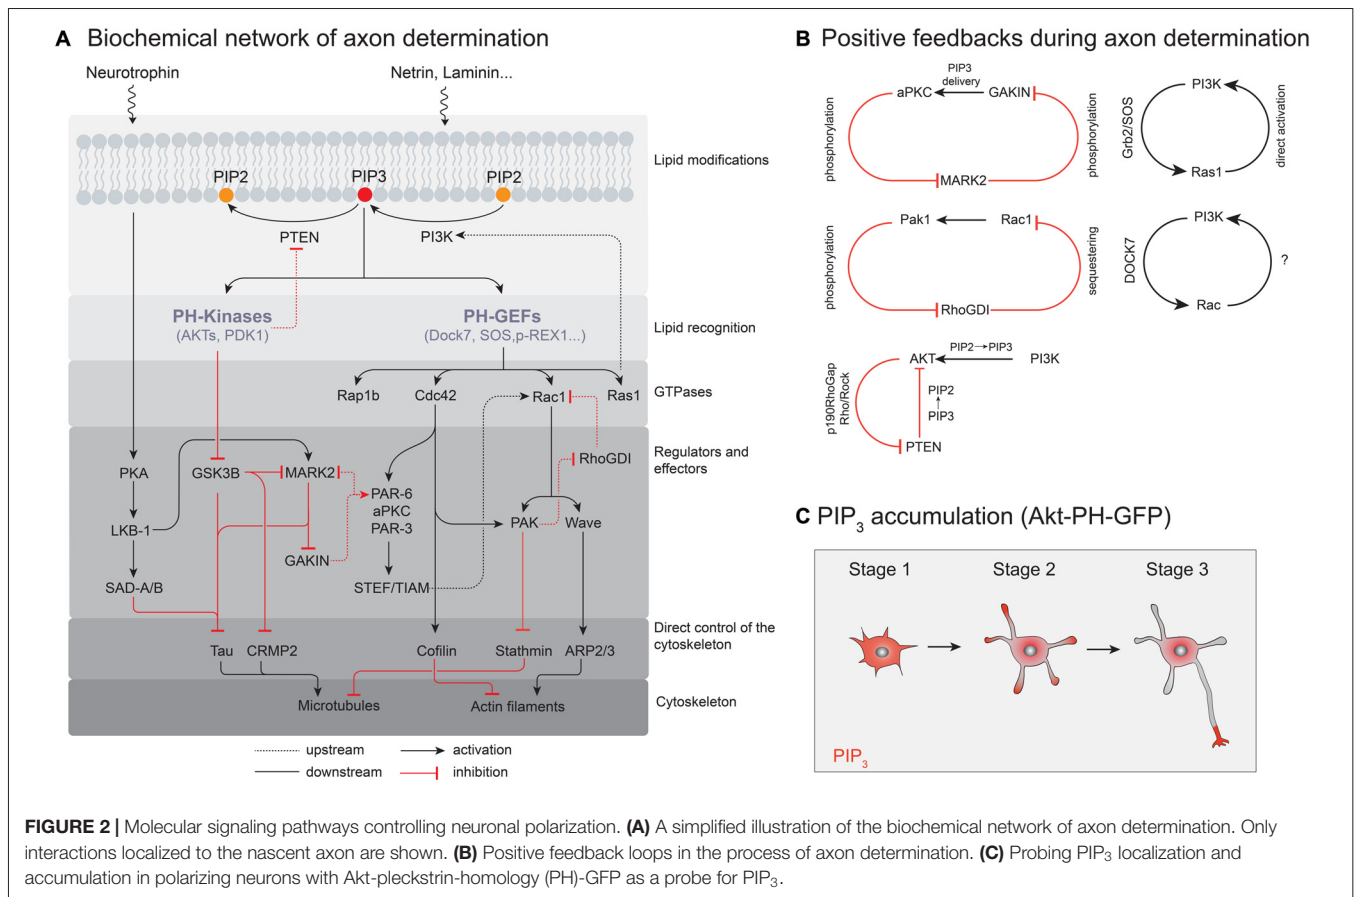 A Biochemical network of axon determination
Neurotrophin
Netrin, Laminin...
Lipid modifications
PIP2
PIP3
PIP2
PTEN
PI3K
PH-Kinases
(AKTs, PDK1)
PH-GEFs
(Dock7, SOS,p-REX1...)
Lipid recognition
Rap1b
Cdc42
Rac1
Ras1
GTPases
PKA
GSK3B
MARK2
RhoGDI
Regulators and
effectors
PAR-6
aPKC
PAR-3
LKB-1
PAK
Wave
GAKIN
SAD-A/B
STEF/TIAM
Direct control of the
cytoskeleton
Tau
CRMP2
Cofilin
Stathmin
ARP2/3
Microtubules
Actin filaments
Cytoskeleton
upstream
activation
downstream
inhibition
B Positive feedbacks during axon determination
PIP3
delivery
aPKC
GAKIN
phosphorylation
phosphorylation
MARK2
PI3K
Grb2/SOS
direct activation
Ras1
Pak1
Rac1
phosphorylation
sequestering
RhoGDI
PI3K
DOCK7
?
Rac
PIP2→PIP3
AKT
PI3K
p190RhoGap
Rho/Rock
PIP2
↑
PIP3
PTEN
C PIP3 accumulation (Akt-PH-GFP)
Stage 1
Stage 2
Stage 3
PIP3
FIGURE 2 | Molecular signaling pathways controlling neuronal polarization. (A) A simplified illustration of the biochemical network of axon determination. Only
interactions localized to the nascent axon are shown. (B) Positive feedback loops in the process of axon determination. (C) Probing PIP3 localization and
accumulation in polarizing neurons with Akt-pleckstrin-homology (PH)-GFP as a probe for PIP3.